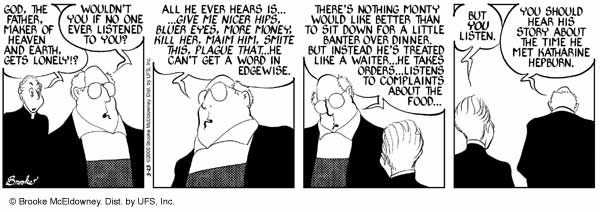 GOD, THE
FATHER,
MAKER OF
HEAVEN
AND EARTH,
GETS LONELY!?
WOULDN'T
YOU IF NO ONE
EVER LISTENED
TO YOU?
Brooke
3-23 ©2005 Brooke McEldowney. Dist. by UFS, Inc.
ALL HE EVER HEARS IS...
...GIVE ME NICER HIPS,
BLUER EYES, MORE MONEY,
KILL HER, MAIM HIM, SMITE
THIS, PLAGUE THAT...HE
CAN'T GET A WORD IN
EDGEWISE.
THERE'S NOTHING MONTY
WOULD LIKE BETTER THAN
TO SIT DOWN FOR A LITTLE
BANTER OVER DINNER.
BUT INSTEAD HE'S TREATED
LIKE A WAITER...HE TAKES
ORDERS...LISTENS
TO COMPLAINTS
ABOUT THE
FOOD...
BUT
YOU
LISTEN.
YOU SHOULD
HEAR HIS
STORY ABOUT
THE TIME HE
MET KATHARINE
HEPBURN.
© Brooke McEldowney. Dist. by UFS, Inc.